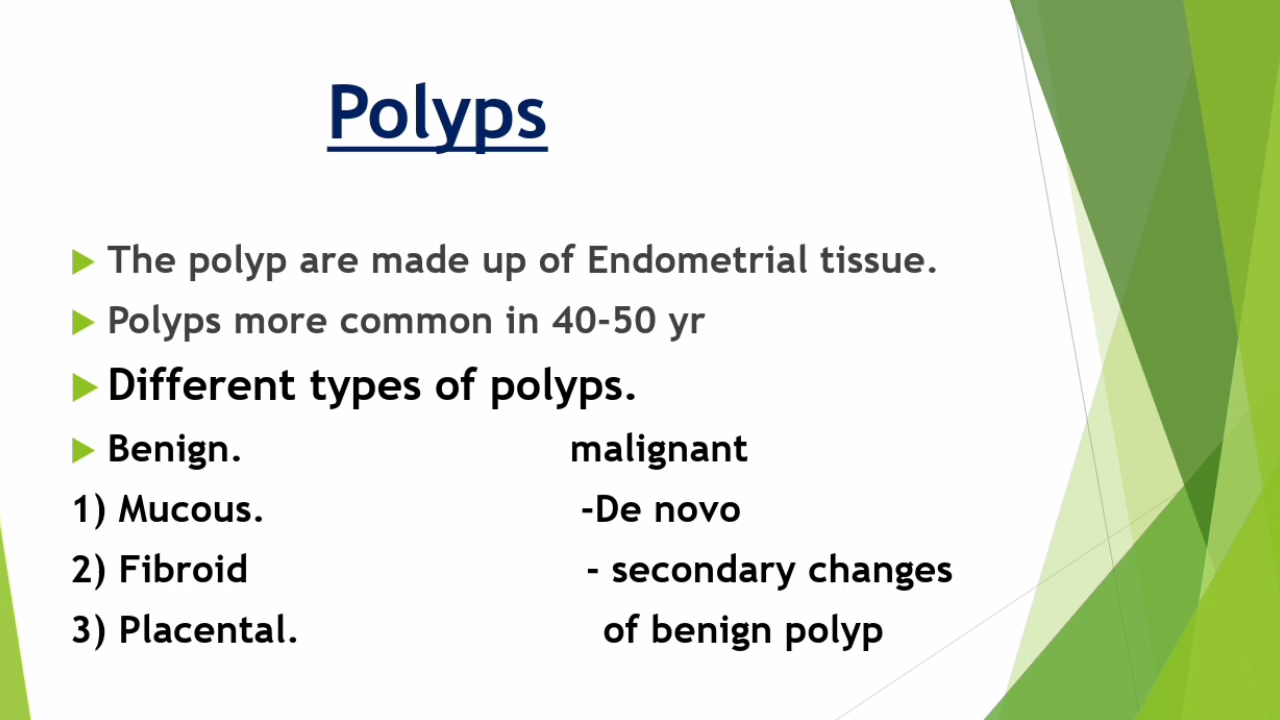 Polyps
The polyp are made up of Endometrial tissue.
Polyps more common in 40-50 yr
Different types of polyps.
Benign. malignant
1) Mucous. -De novo
2) Fibroid - secondary changes
3) Placental. of benign polyp